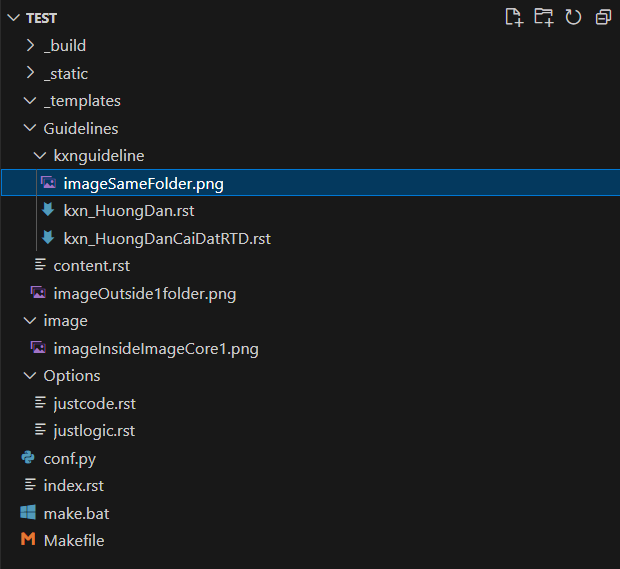 TEST
_build
_static
_templates
Guidelines
kxnguideline
imageSameFolder.png
kxn_HuongDan.rst
kxn_HuongDanCaiDatRTD.rst
content.rst
imageOutside1folder.png
image
imageInsideImageCore1.png
Options
justcode.rst
justlogic.rst
conf.py
index.rst
make.bat
Makefile